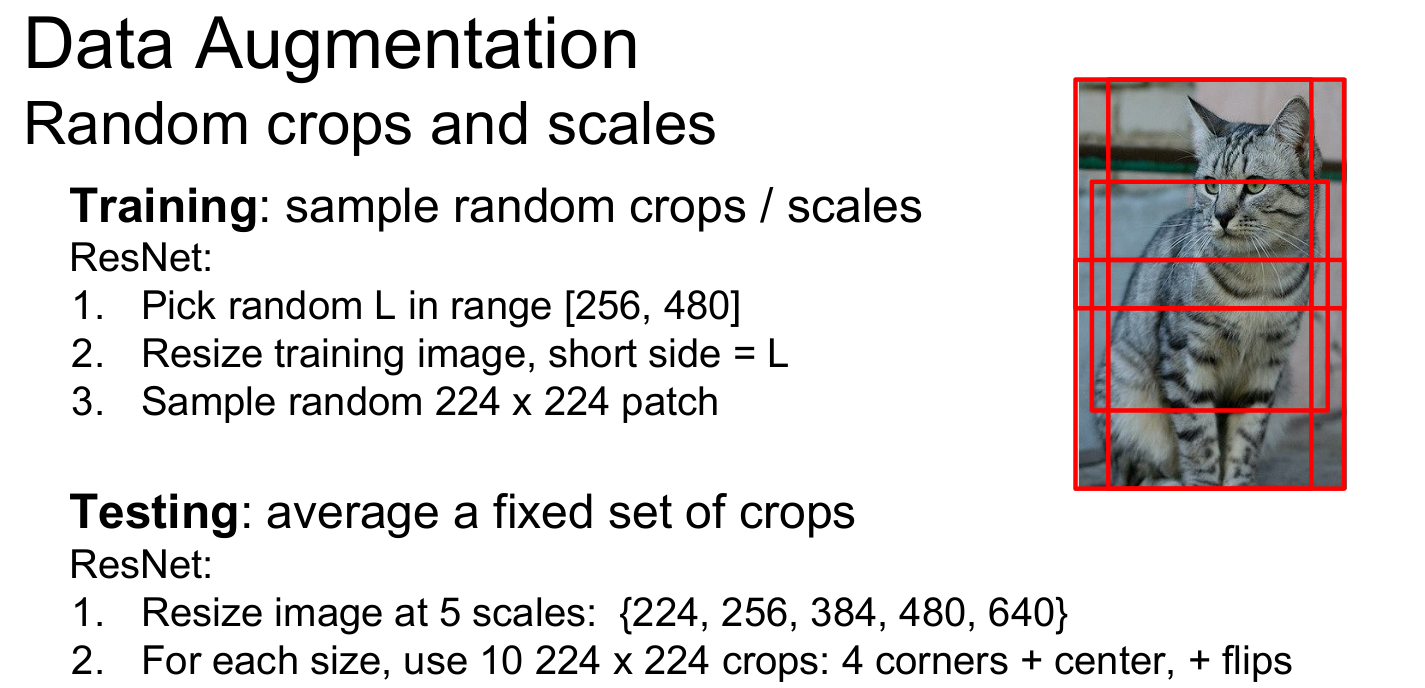 Data Augmentation
Random crops and scales
Training: sample random crops / scales
ResNet:
1. Pick random L in range [256, 480]
2. Resize training image, short side = L
3. Sample random 224 x 224 patch
Testing: average a fixed set of crops
ResNet:
1. Resize image at 5 scales: {224, 256, 384, 480, 640}
2. For each size, use 10 224 x 224 crops: 4 corners + center, + flips